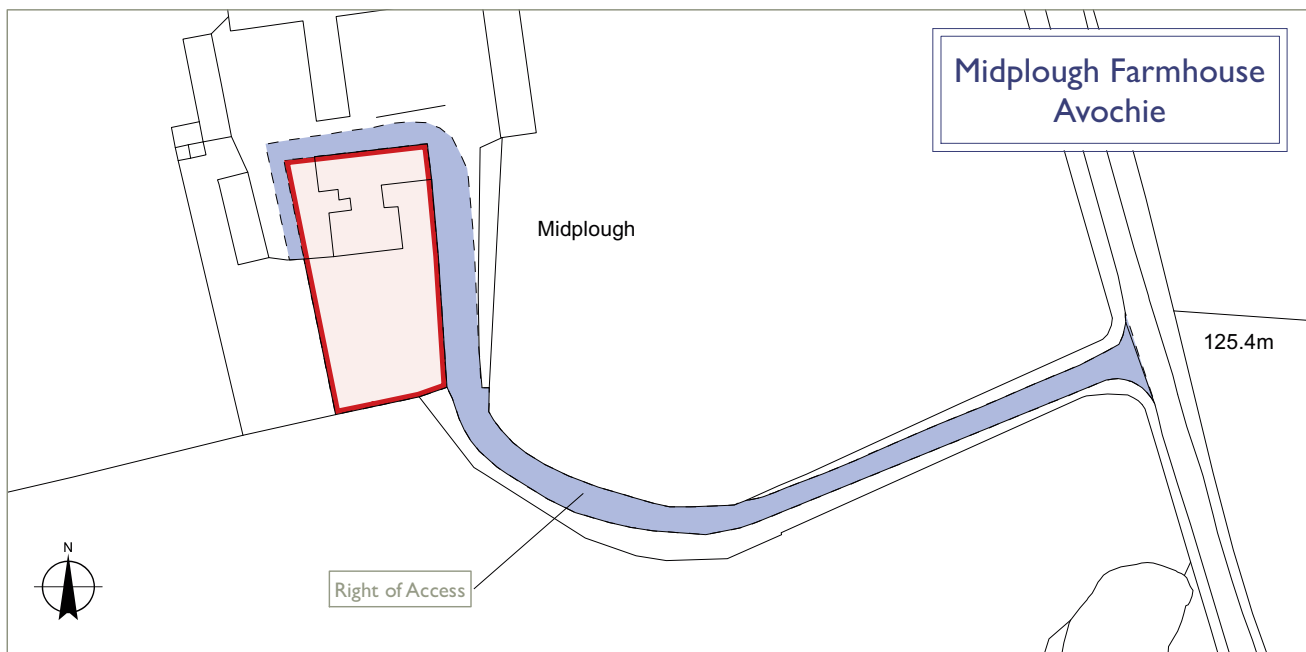 Midplough Farmhouse
Avochie
Midplough
125.4m
N
Right of Access